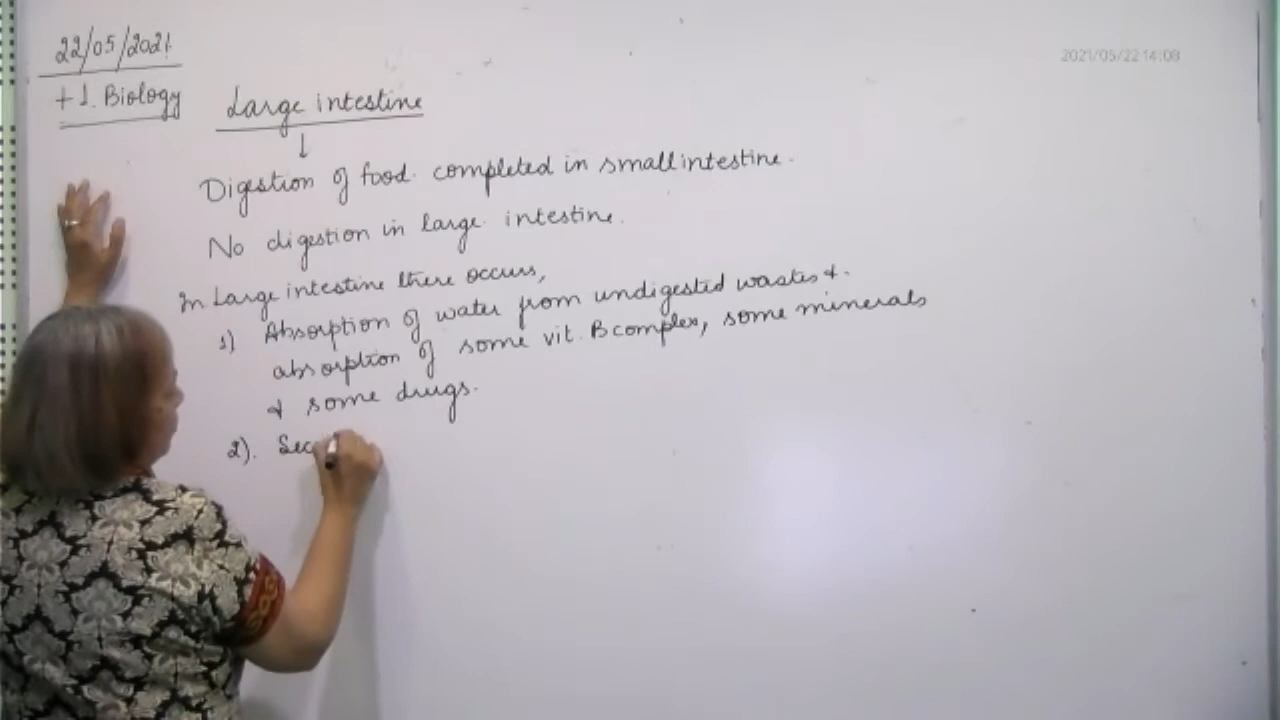 22/05/2021
2021/05/22 14:08
+1. Biology
Large intestine
↓
Digestion of food completed in small intestine.
No digestion in large intestine.
In Large intestine there occurs,
1) Absorption of water from undigested wastes &
absorption of some vit. B complex, some minerals
& some drugs.
2). Sec